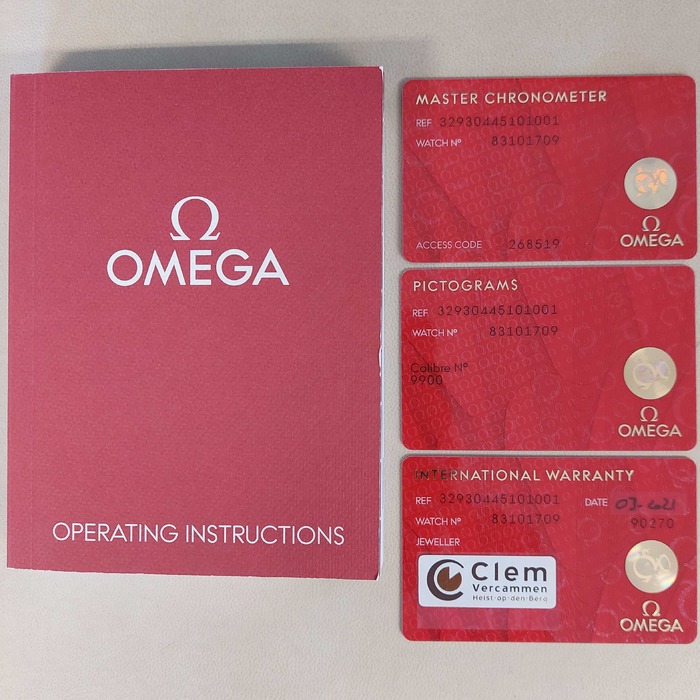 Ω
OMEGA
OPERATING INSTRUCTIONS
MASTER CHRONOMETER
REF 32930445101001
WATCH Nº 83101709
ACCESS CODE 268519
Ω
OMEGA
PICTOGRAMS
REF 32930445101001
WATCH Nº 83101709
Calibre Nº
9900
Ω
OMEGA
INTERNATIONAL WARRANTY
REF 32930445101001 DATE
WATCH Nº 83101709 90270
JEWELLER
Clem
Vercammen
Heist-op-den-Berg
Ω
OMEGA